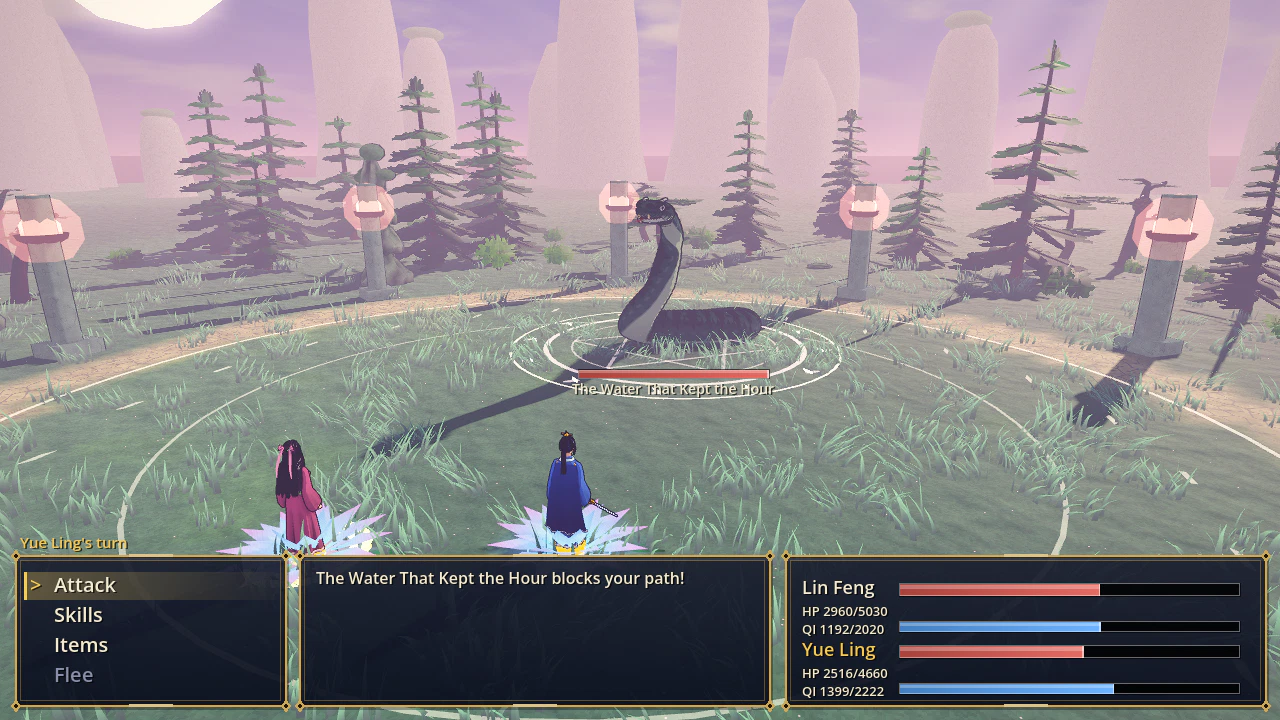 The Water That Kept the Hour
Yue Ling's turn
> Attack
Skills
Items
Flee
The Water That Kept the Hour blocks your path!
Lin Feng
HP 2960/5030
QI 1192/2020
Yue Ling
HP 2516/4660
QI 1399/2222